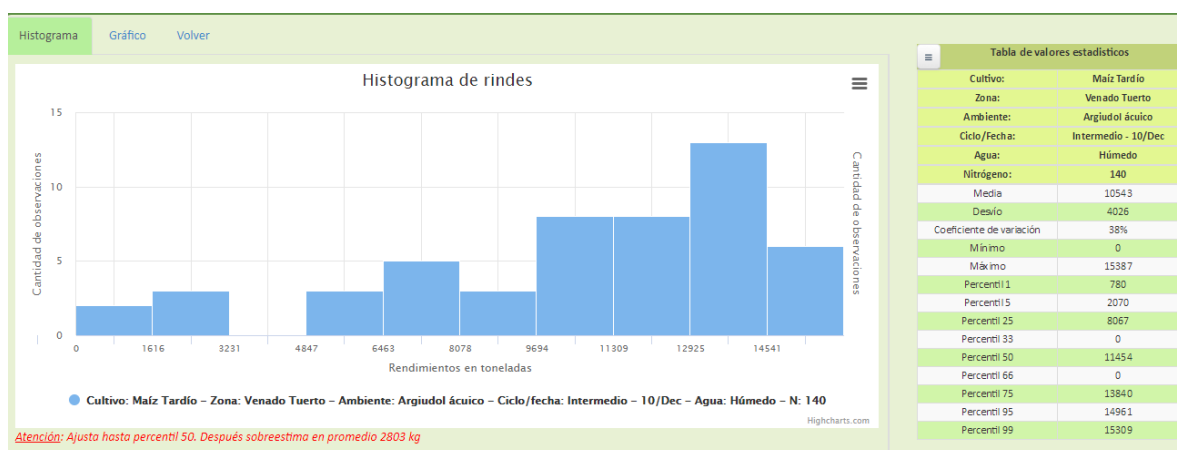 Histograma Gráfico Volver
Histograma de rindes
Cantidad de observaciones
15
10
5
0
0 1616 3231 4847 6463 8078 9694 11309 12925 14541
Rendimientos en toneladas
Cantidad de observaciones
Cultivo: Maíz Tardío – Zona: Venado Tuerto – Ambiente: Argiudol ácuico – Ciclo/fecha: Intermedio – 10/Dec – Agua: Húmedo – N: 140
Highcharts.com
Atención: Ajusta hasta percentil 50. Después sobreestima en promedio 2803 kg
Tabla de valores estadisticos
Cultivo: Maíz Tardío
Zona: Venado Tuerto
Ambiente: Argiudol ácuico
Ciclo/Fecha: Intermedio - 10/Dec
Agua: Húmedo
Nitrógeno: 140
Media 10543
Desvío 4026
Coeficiente de variación 38%
Mínimo 0
Máximo 15387
Percentil 1 780
Percentil 5 2070
Percentil 25 8067
Percentil 33 0
Percentil 50 11454
Percentil 66 0
Percentil 75 13840
Percentil 95 14961
Percentil 99 15309